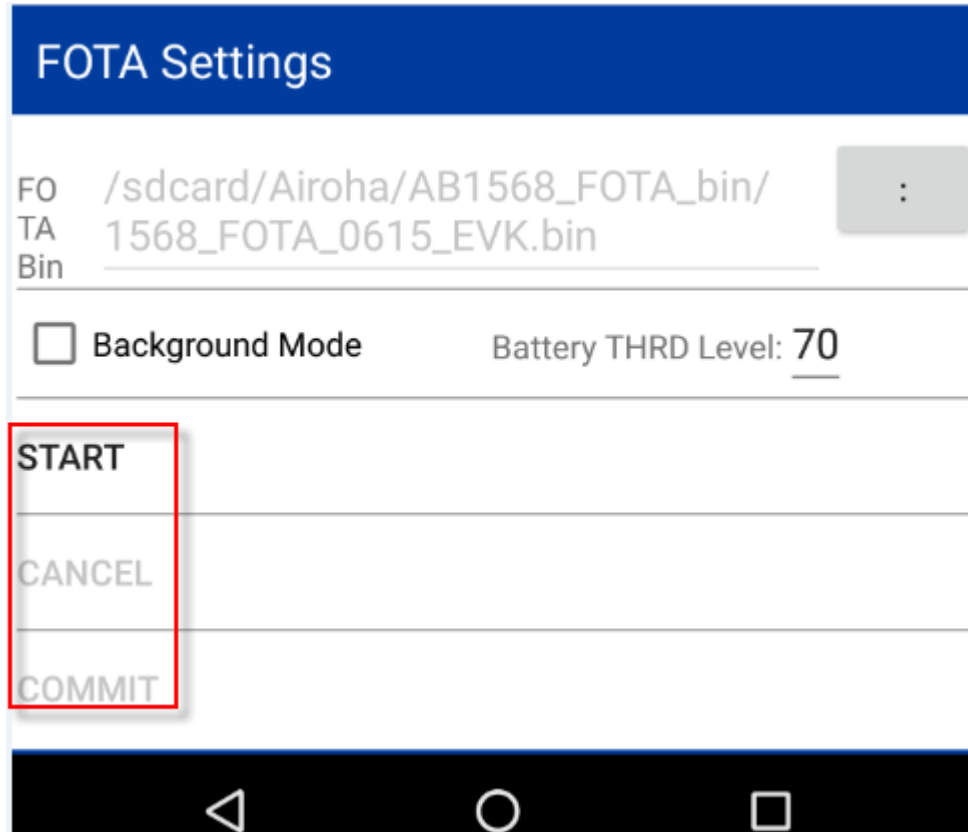 FOTA Settings
FO
TA
Bin
/sdcard/Airoha/AB1568_FOTA_bin/
1568_FOTA_0615_EVK.bin
:
Background Mode
Battery THRD Level: 70
START
CANCEL
COMMIT